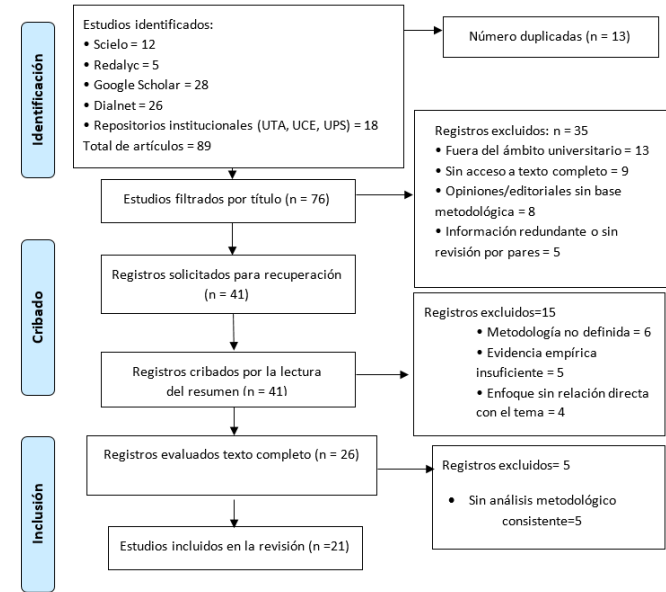 Identificación
Estudios identificados:
• Scielo = 12
• Redalyc = 5
• Google Scholar = 28
• Dialnet = 26
• Repositorios institucionales (UTA, UCE, UPS) = 18
Total de artículos = 89
Número duplicadas (n = 13)
Estudios filtrados por título (n = 76)
Registros excluidos: n = 35
• Fuera del ámbito universitario = 13
• Sin acceso a texto completo = 9
• Opiniones/editoriales sin base
metodológica = 8
• Información redundante o sin
revisión por pares = 5
Cribado
Registros solicitados para recuperación
(n = 41)
Registros cribados por la lectura
del resumen (n = 41)
Registros excluidos=15
• Metodología no definida = 6
• Evidencia empírica
insuficiente = 5
• Enfoque sin relación directa
con el tema = 4
Inclusión
Registros evaluados texto completo (n = 26)
Registros excluidos= 5
• Sin análisis metodológico
consistente=5
Estudios incluidos en la revisión (n =21)